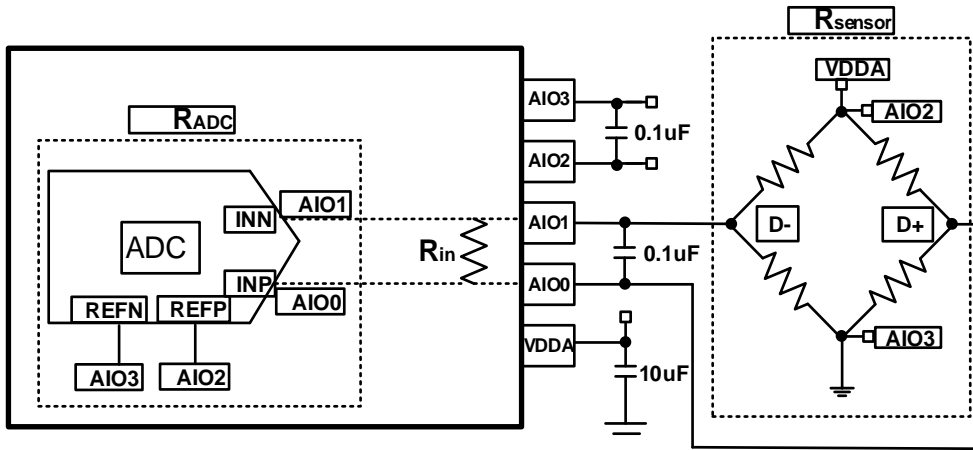 Rsensor
VDDA
AIO2
D-
D+
AIO3
RADC
AIO1
INN
ADC
INP
AIO0
REFN
REFP
AIO3
AIO2
Rin
AIO3
0.1uF
AIO2
AIO1
0.1uF
AIO0
VDDA
10uF